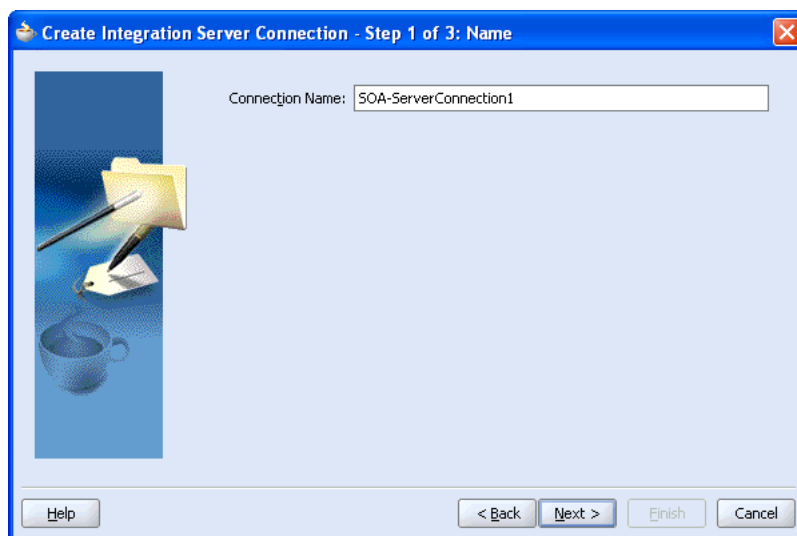 Create Integration Server Connection - Step 1 of 3: Name
Connection Name: SOA-ServerConnection1
Help < Back Next > Finish Cancel